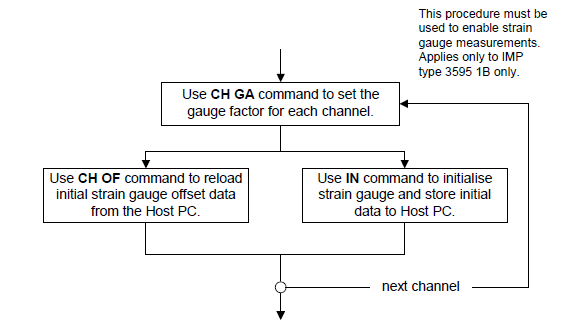 This procedure must be
used to enable strain
gauge measurements.
Applies only to IMP
type 3595 1B only.
Use CH GA command to set the
gauge factor for each channel.
Use CH OF command to reload
initial strain gauge offset data
from the Host PC.
Use IN command to initialise
strain gauge and store initial
data to Host PC.
next channel